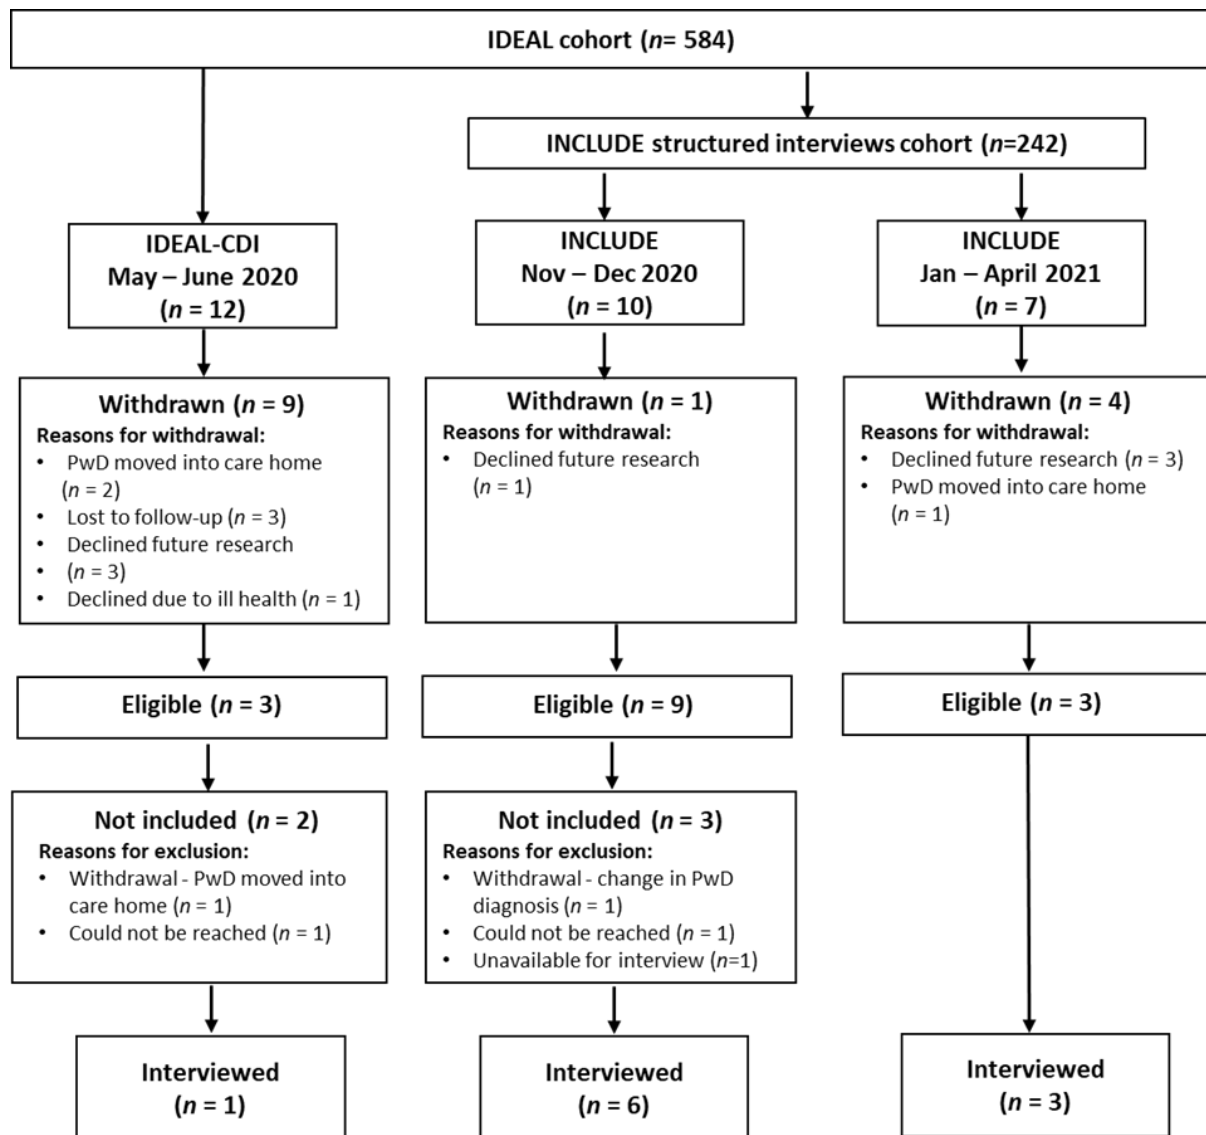 IDEAL cohort (n= 584)
INCLUDE structured interviews cohort (n=242)
IDEAL-CDI
May – June 2020
(n = 12)
INCLUDE
Nov – Dec 2020
(n = 10)
INCLUDE
Jan – April 2021
(n = 7)
Withdrawn (n = 9)
Reasons for withdrawal:
• PwD moved into care home
(n = 2)
• Lost to follow-up (n = 3)
• Declined future research
• (n = 3)
• Declined due to ill health (n = 1)
Withdrawn (n = 1)
Reasons for withdrawal:
• Declined future research
(n = 1)
Withdrawn (n = 4)
Reasons for withdrawal:
• Declined future research (n = 3)
• PwD moved into care home
(n = 1)
Eligible (n = 3)
Eligible (n = 9)
Eligible (n = 3)
Not included (n = 2)
Reasons for exclusion:
• Withdrawal - PwD moved into
care home (n = 1)
• Could not be reached (n = 1)
Not included (n = 3)
Reasons for exclusion:
• Withdrawal - change in PwD
diagnosis (n = 1)
• Could not be reached (n = 1)
• Unavailable for interview (n=1)
Interviewed
(n = 1)
Interviewed
(n = 6)
Interviewed
(n = 3)